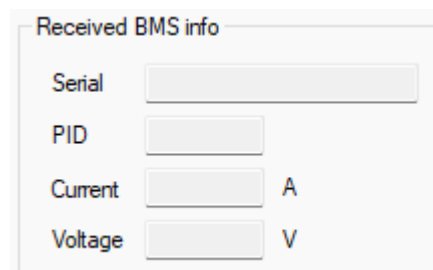 Received BMS info
Serial
PID
Current A
Voltage V